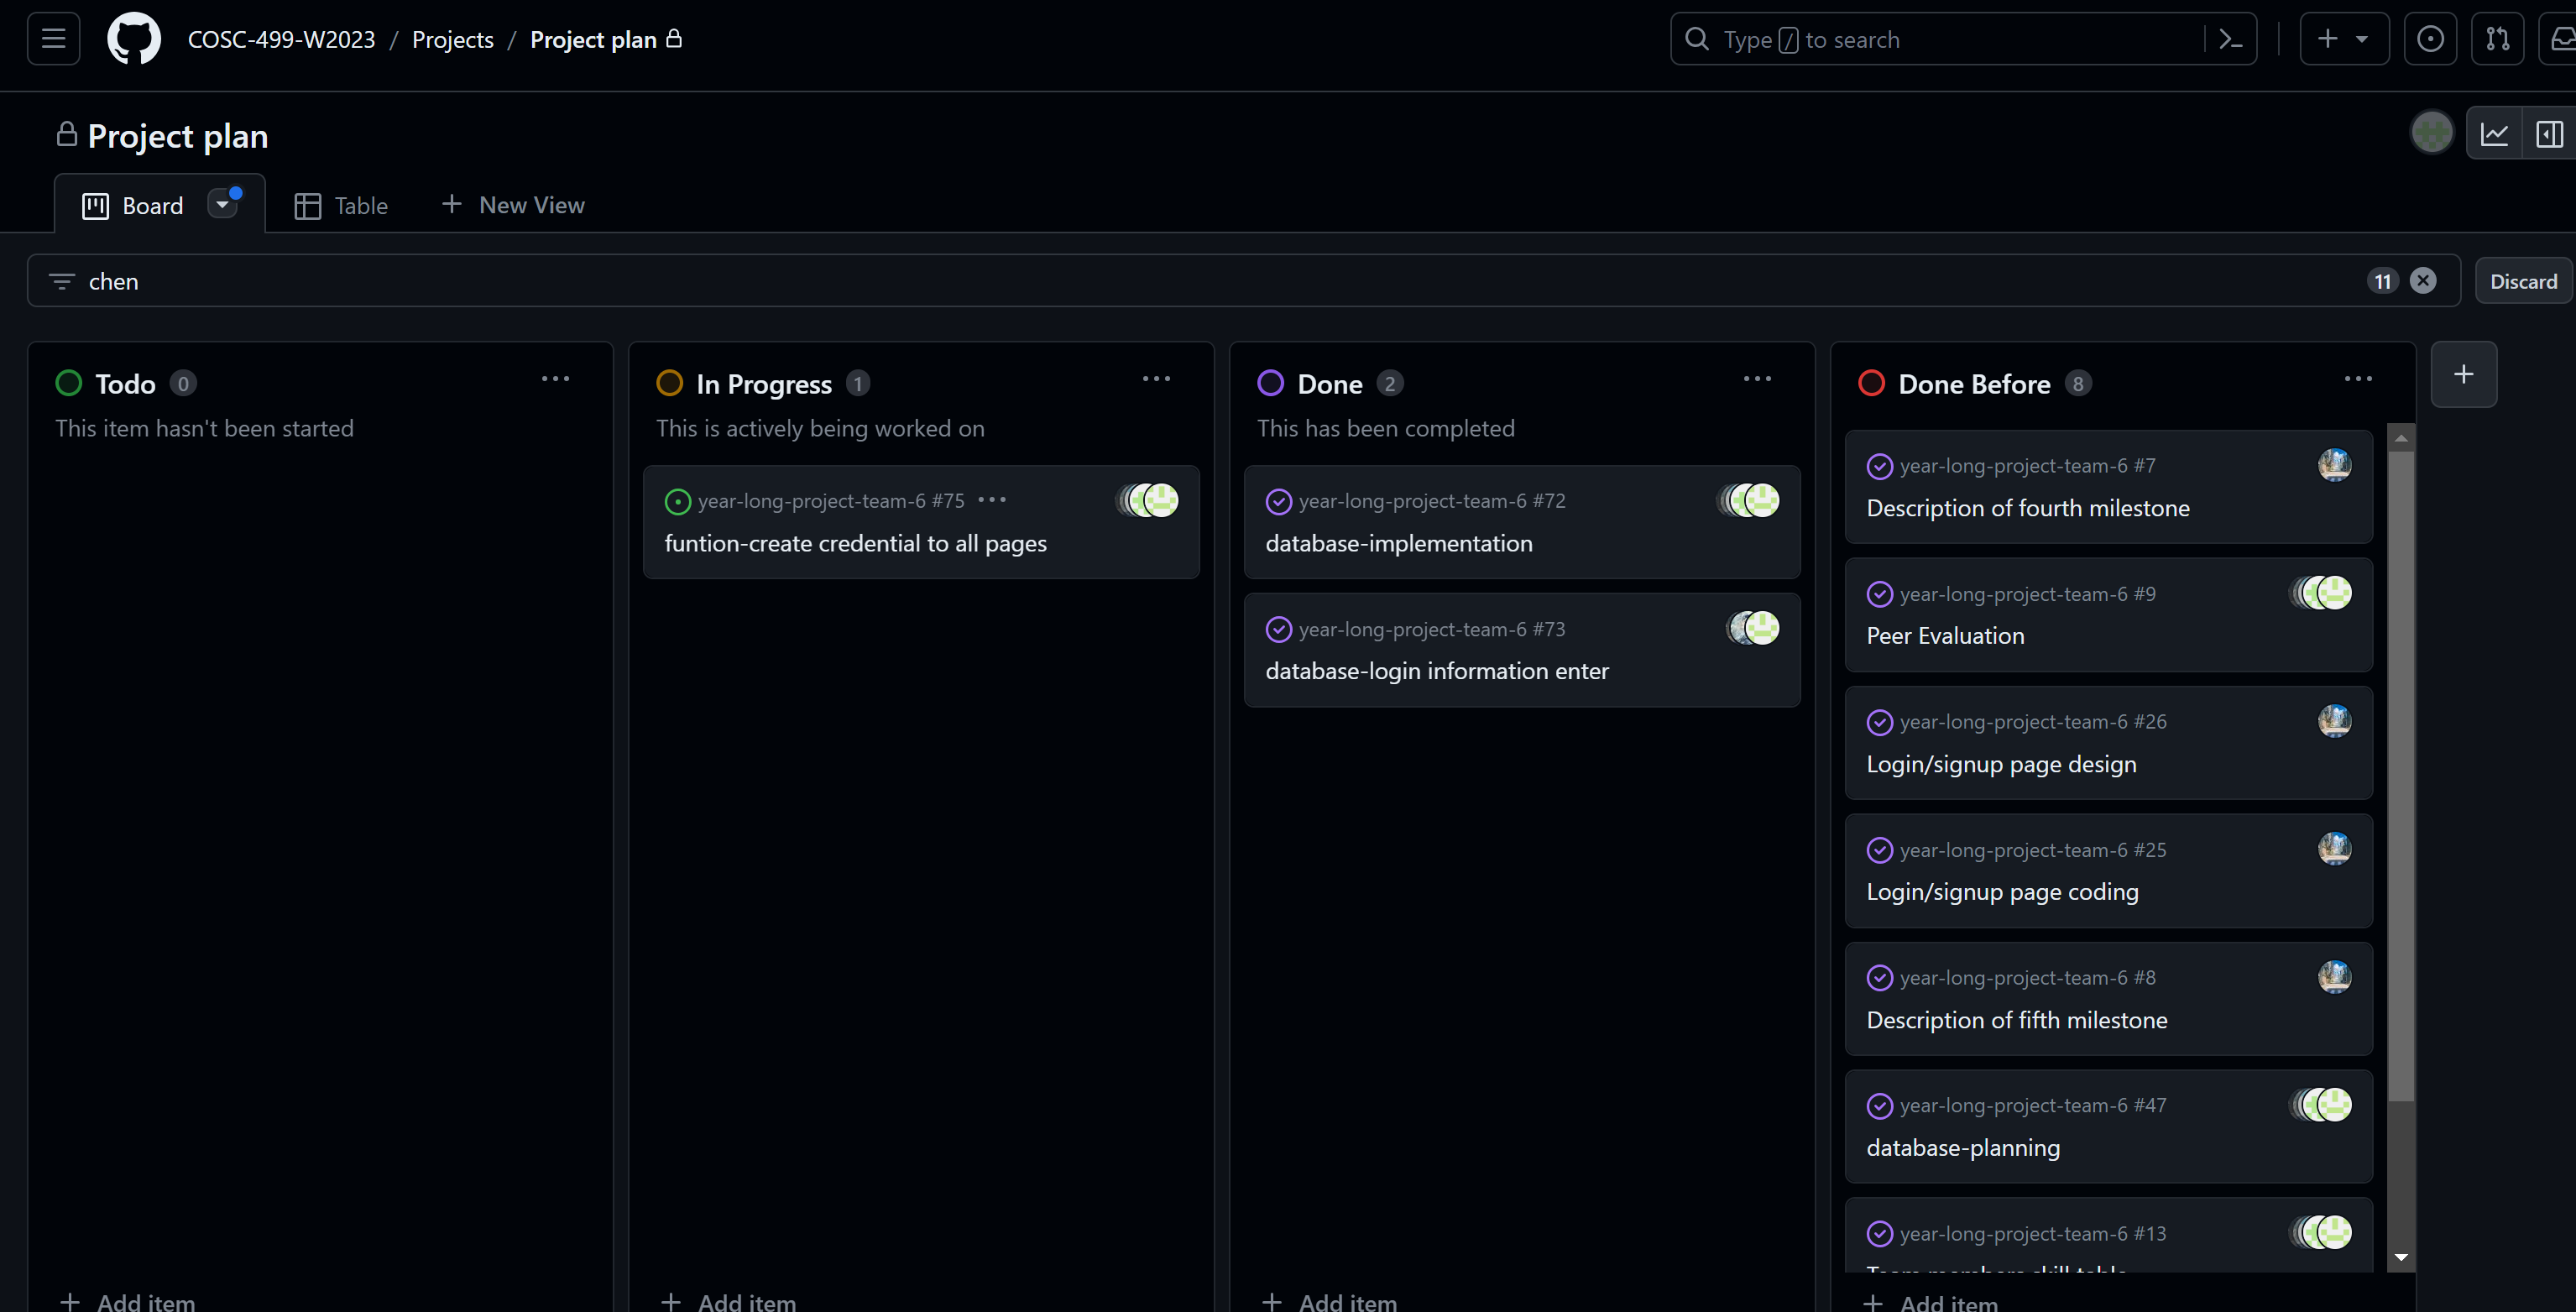 COSC-499-W2023 / Projects / Project plan
Type / to search
Project plan
Board
Table
New View
chen
11
Discard
Todo 0
This item hasn't been started
Add item
In Progress 1
This is actively being worked on
year-long-project-team-6 #75
funtion-create credential to all pages
Add item
Done 2
This has been completed
year-long-project-team-6 #72
database-implementation
year-long-project-team-6 #73
database-login information enter
Add item
Done Before 8
year-long-project-team-6 #7
Description of fourth milestone
year-long-project-team-6 #9
Peer Evaluation
year-long-project-team-6 #26
Login/signup page design
year-long-project-team-6 #25
Login/signup page coding
year-long-project-team-6 #8
Description of fifth milestone
year-long-project-team-6 #47
database-planning
year-long-project-team-6 #13
Team members skill table
Add item